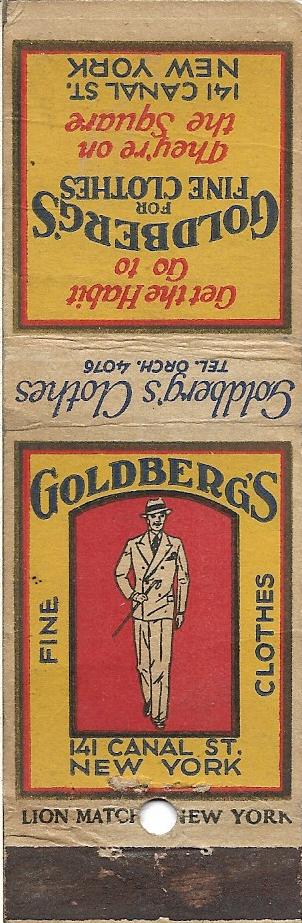 Get the Habit
Go to
GOLDBERG'S
FOR
FINE CLOTHES
They're on
the Square
141 CANAL ST.
NEW YORK
Goldberg's Clothes
TEL. ORCH. 4076
GOLDBERG'S
FINE
CLOTHES
141 CANAL ST.
NEW YORK
LION MATCH NEW YORK